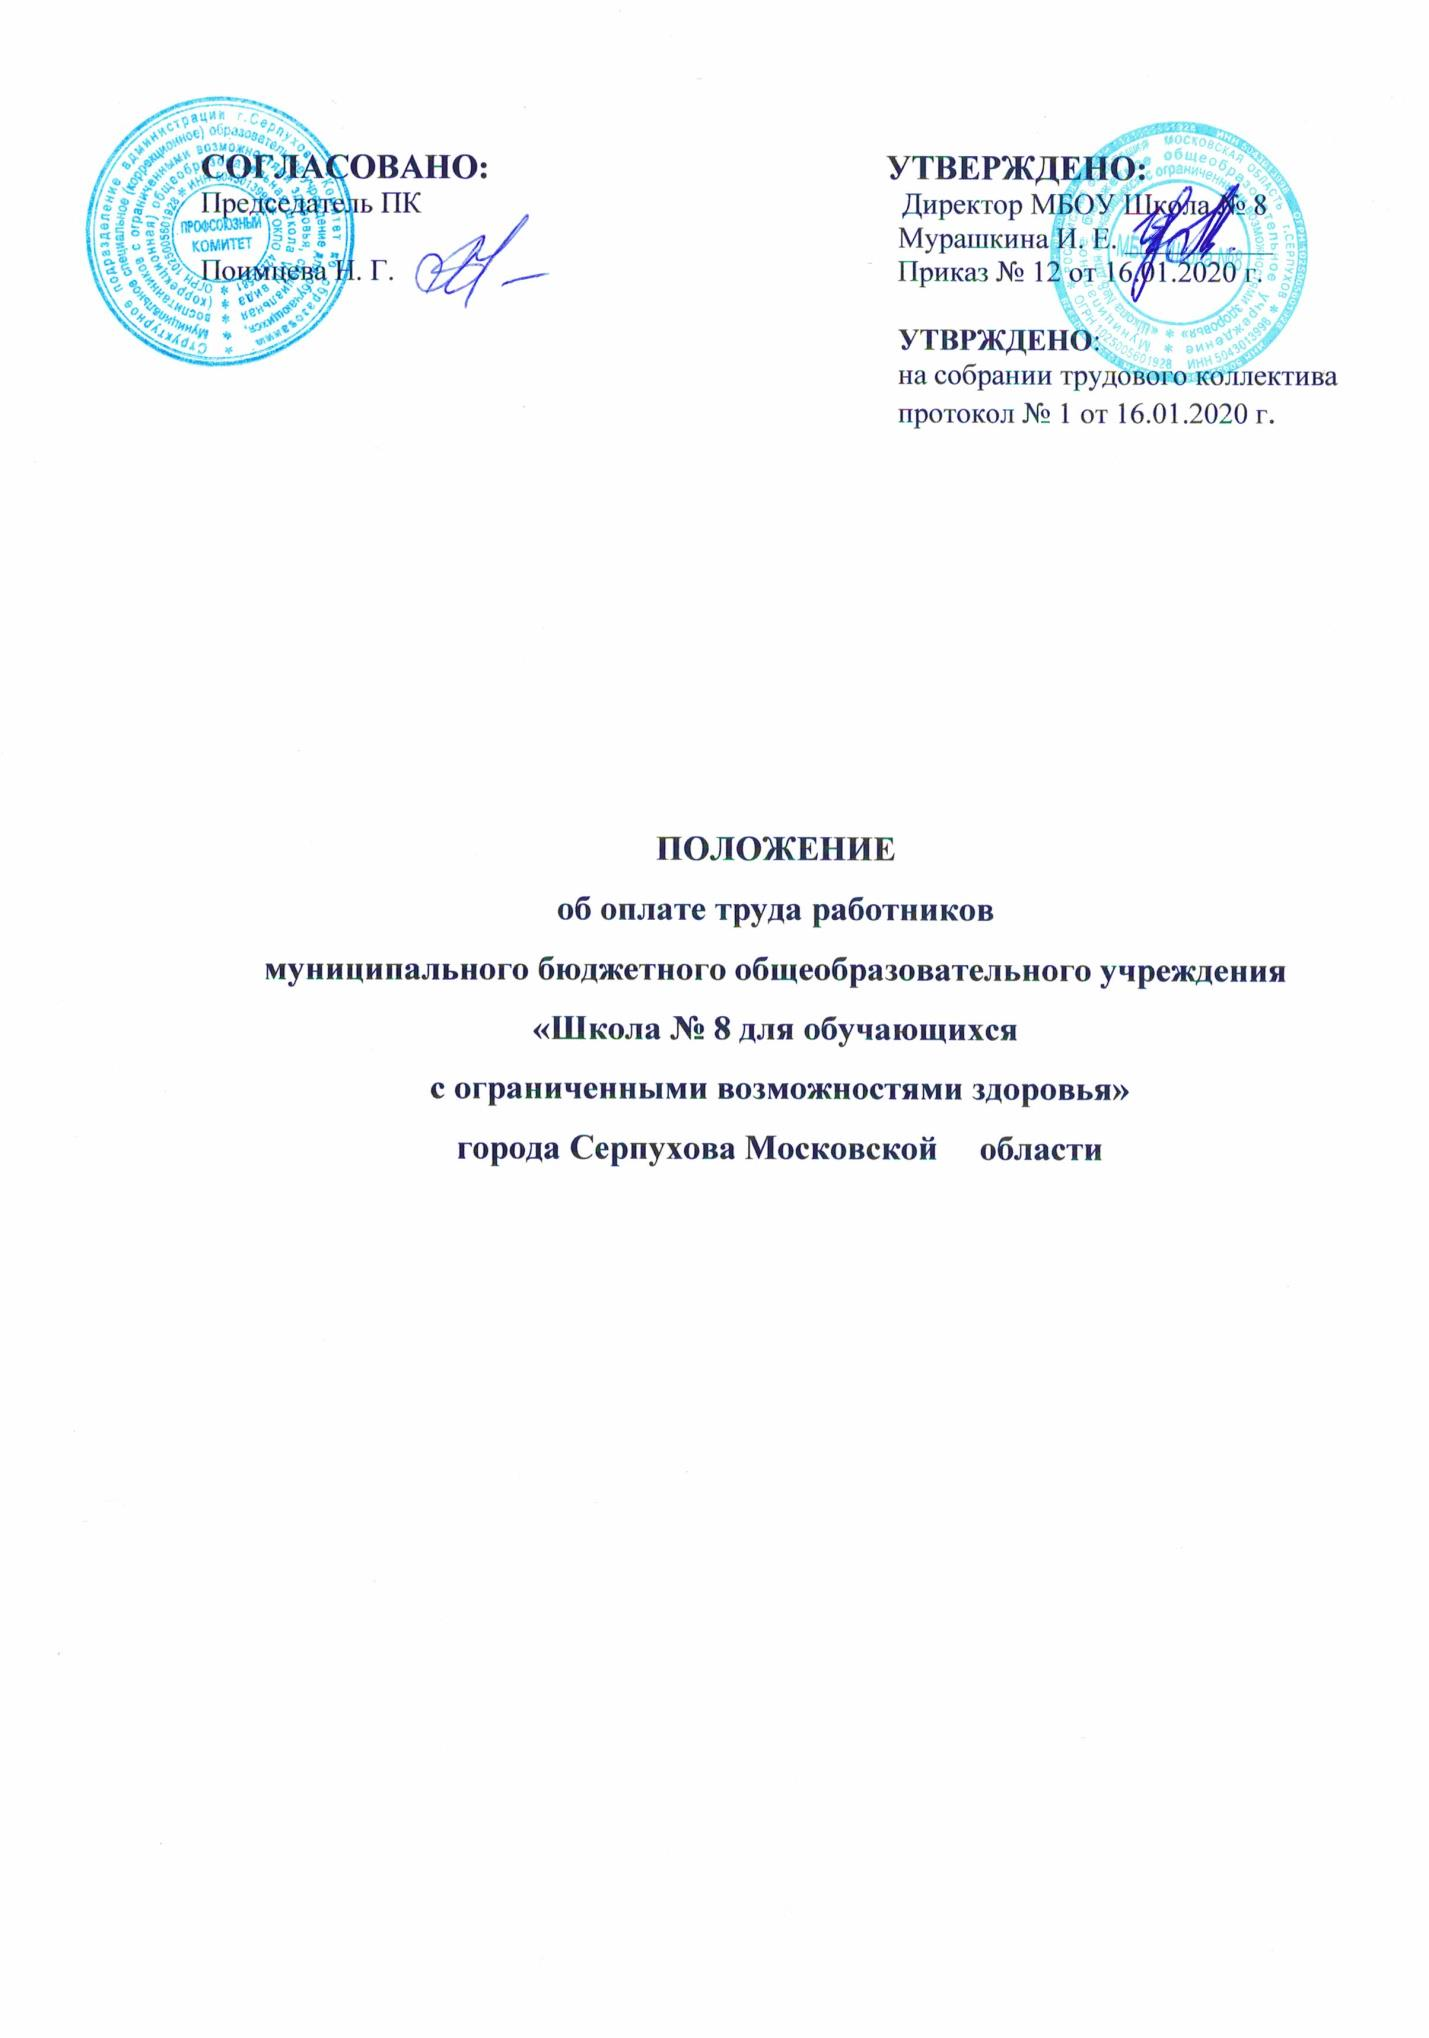 СОГЛАСОВАНО:
Председатель ПК
Поимцева Н. Г.
ПРОФСОЮЗНЫЙ
КОМИТЕТ
УТВЕРЖДЕНО:
Директор МБОУ Школа № 8
Мурашкина И. Е.
Приказ № 12 от 16.01.2020 г.
УТВРЖДЕНО:
на собрании трудового коллектива
протокол № 1 от 16.01.2020 г.
ПОЛОЖЕНИЕ
об оплате труда работников
муниципального бюджетного общеобразовательного учреждения
«Школа № 8 для обучающихся
с ограниченными возможностями здоровья»
города Серпухова Московской области